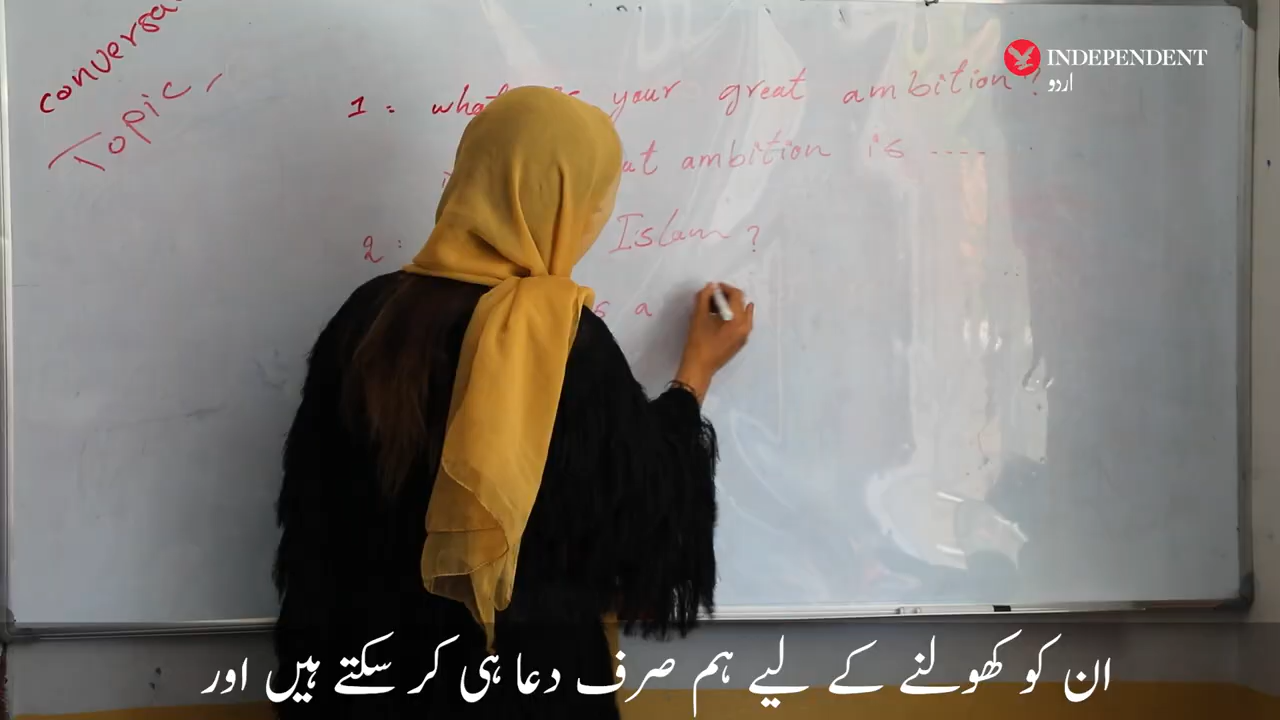 conversa
Topic,
INDEPENDENT
اردو
1 : what is your great ambition?
at ambition is ----
2 : Islam ?
s a
ان کو کھولنے کے لیے ہم صرف دعا ہی کر سکتے ہیں اور